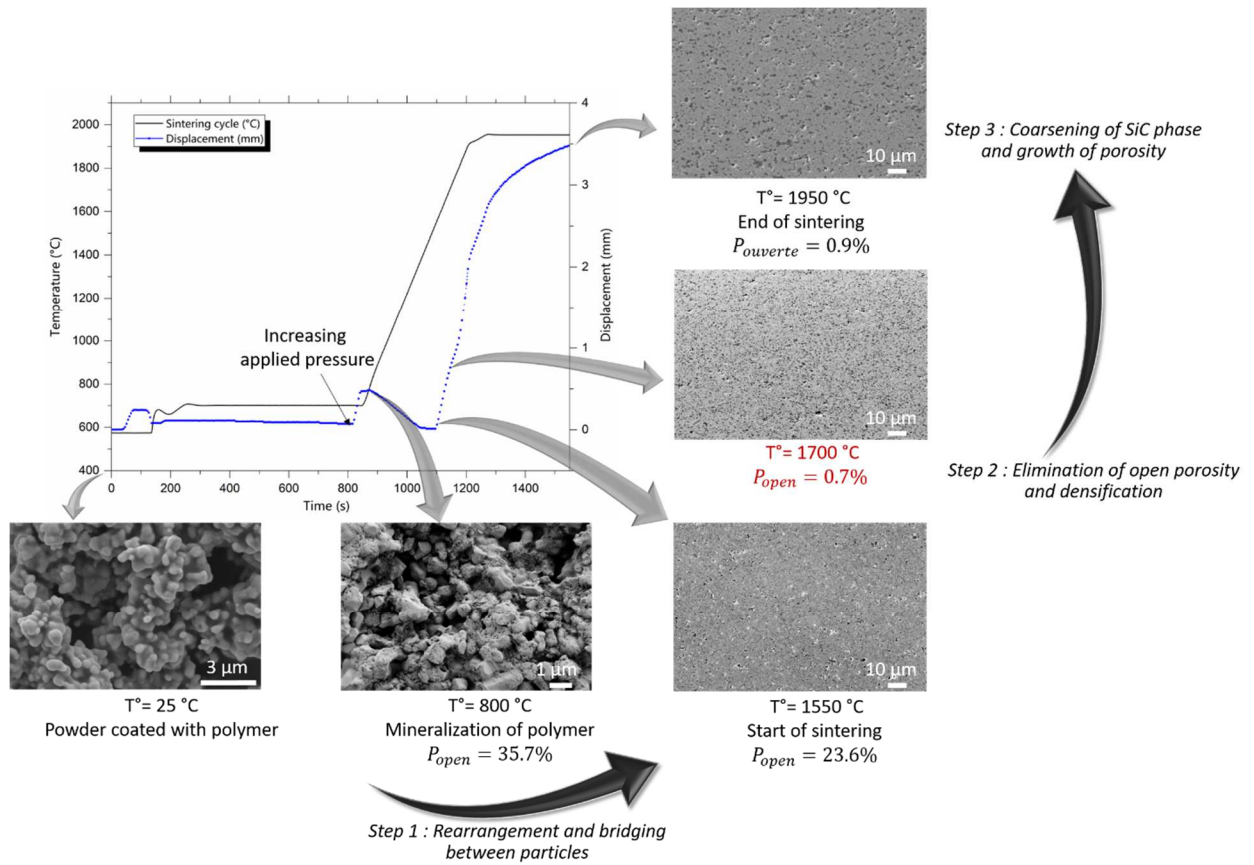 2000
1800
1600
1400
1200
1000
800
600
400
Temperature (°C)
Sintering cycle (°C)
Displacement (mm)
Increasing
applied pressure
4
3
2
1
0
Displacement (mm)
0
200
400
600
800
1000
1200
1400
Time (s)
10 µm
T°= 1950 °C
End of sintering
P_ouverte = 0.9%
Step 3 : Coarsening of SiC phase
and growth of porosity
10 µm
T°= 1700 °C
P_open = 0.7%
Step 2 : Elimination of open porosity
and densification
3 µm
T°= 25 °C
Powder coated with polymer
1 µm
T°= 800 °C
Mineralization of polymer
P_open = 35.7%
10 µm
T°= 1550 °C
Start of sintering
P_open = 23.6%
Step 1 : Rearrangement and bridging
between particles